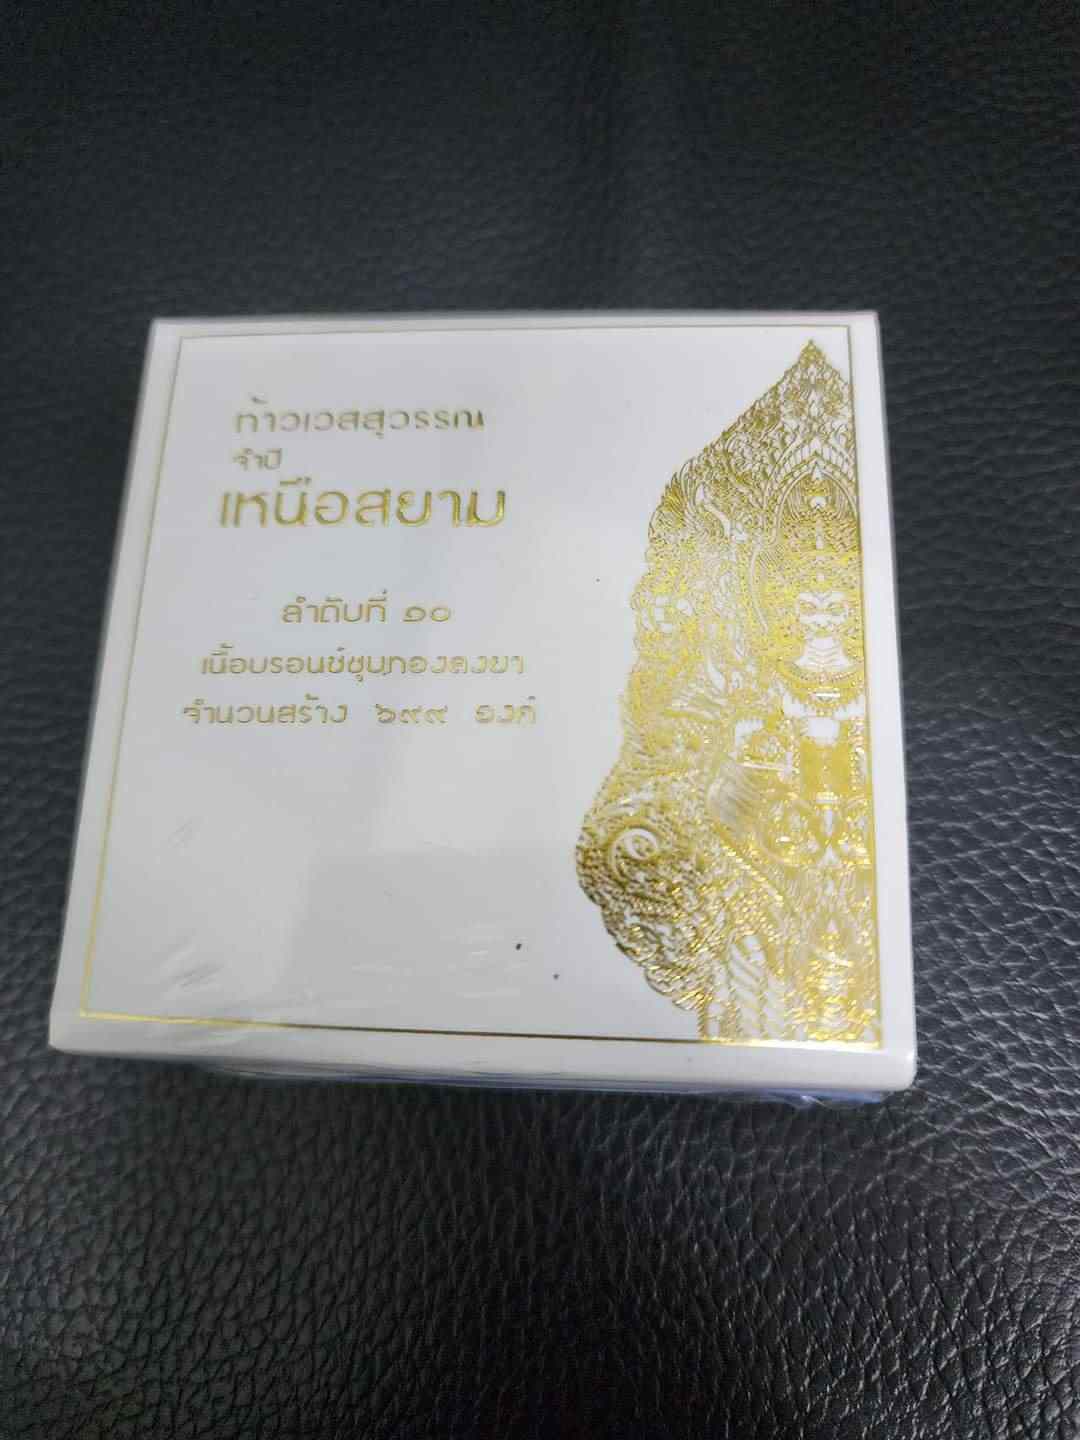 ท้าวเวสสุวรรณ
จำปี
เหนือสยาม
ลำดับที่ ๑๐
เนื้อบรอนซ์ชุบทองลงยา
จำนวนสร้าง ๖๙๙ องค์